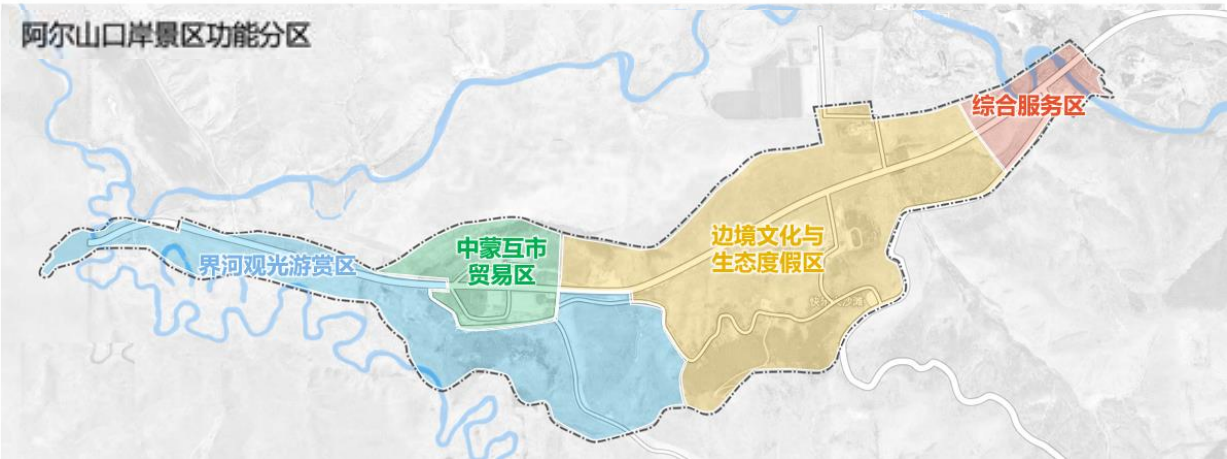 阿尔山口岸景区功能分区
综合服务区
边境文化与
生态度假区
中蒙互市
贸易区
界河观光游赏区